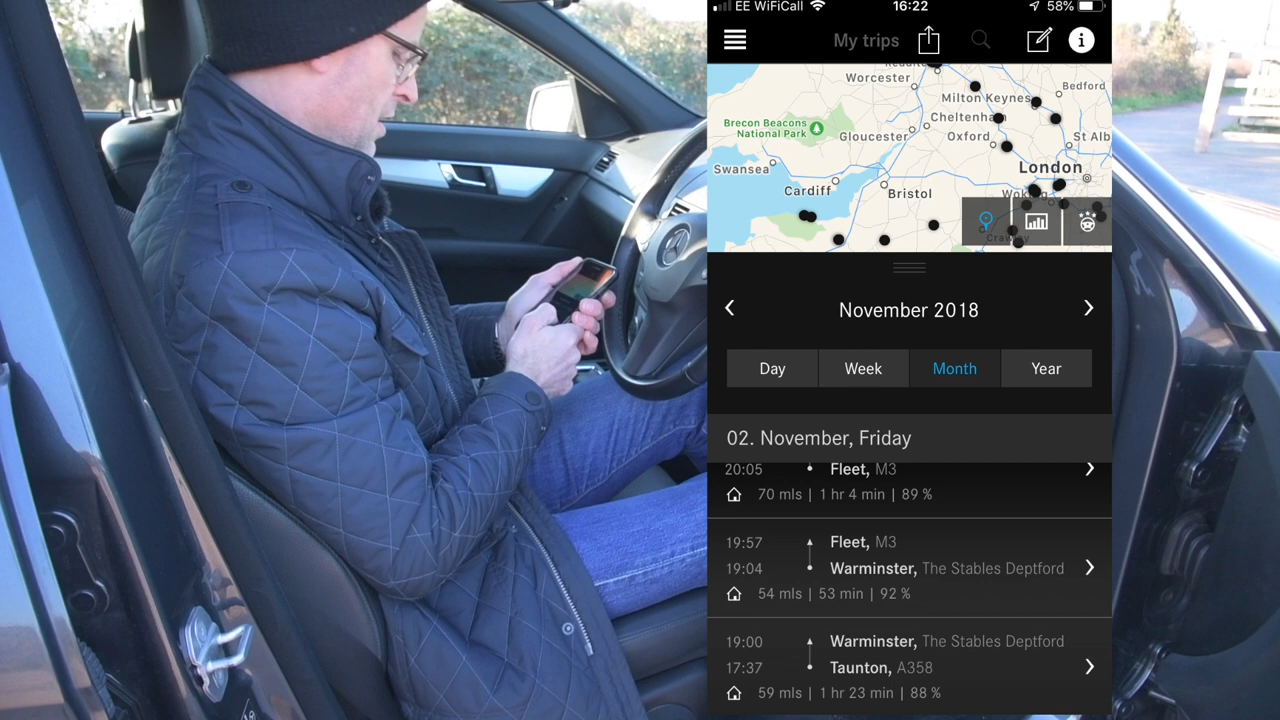 EE WiFiCall 16:22 58%
My trips
Worcester
Bedford
Milton Keynes
Brecon Beacons
National Park
Cheltenham
Gloucester
Oxford
St Alb
Swansea
London
Cardiff
Bristol
Wok
Crawley
November 2018
Day Week Month Year
02. November, Friday
20:05 Fleet, M3
70 mls | 1 hr 4 min | 89 %
19:57 Fleet, M3
19:04 Warminster, The Stables Deptford
54 mls | 53 min | 92 %
19:00 Warminster, The Stables Deptford
17:37 Taunton, A358
59 mls | 1 hr 23 min | 88 %